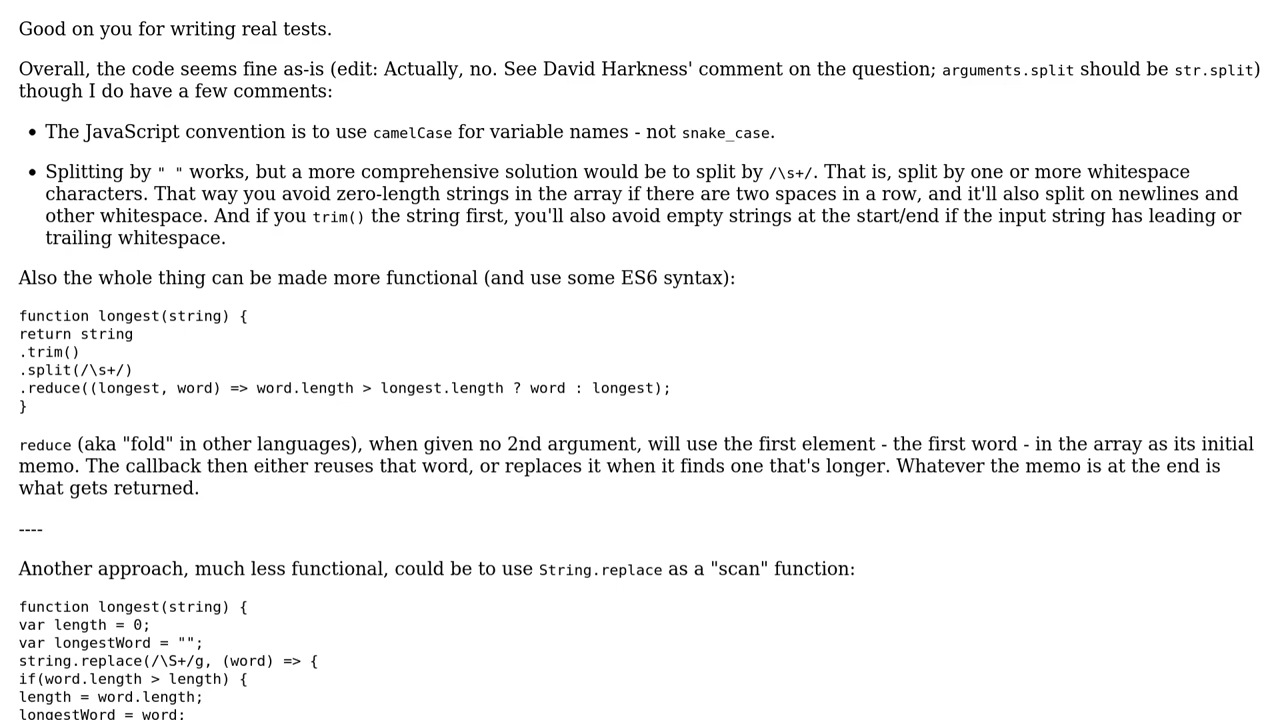 Good on you for writing real tests.
Overall, the code seems fine as-is (edit: Actually, no. See David Harkness' comment on the question; arguments.split should be str.split)
though I do have a few comments:
• The JavaScript convention is to use camelCase for variable names - not snake_case.
• Splitting by " " works, but a more comprehensive solution would be to split by /\s+/. That is, split by one or more whitespace
characters. That way you avoid zero-length strings in the array if there are two spaces in a row, and it'll also split on newlines and
other whitespace. And if you trim() the string first, you'll also avoid empty strings at the start/end if the input string has leading or
trailing whitespace.
Also the whole thing can be made more functional (and use some ES6 syntax):
function longest(string) {
return string
.trim()
.split(/\s+/)
.reduce((longest, word) => word.length > longest.length ? word : longest);
}
reduce (aka "fold" in other languages), when given no 2nd argument, will use the first element - the first word - in the array as its initial
memo. The callback then either reuses that word, or replaces it when it finds one that's longer. Whatever the memo is at the end is
what gets returned.
----
Another approach, much less functional, could be to use String.replace as a "scan" function:
function longest(string) {
var length = 0;
var longestWord = "";
string.replace(/\S+/g, (word) => {
if(word.length > length) {
length = word.length;
longestWord = word;